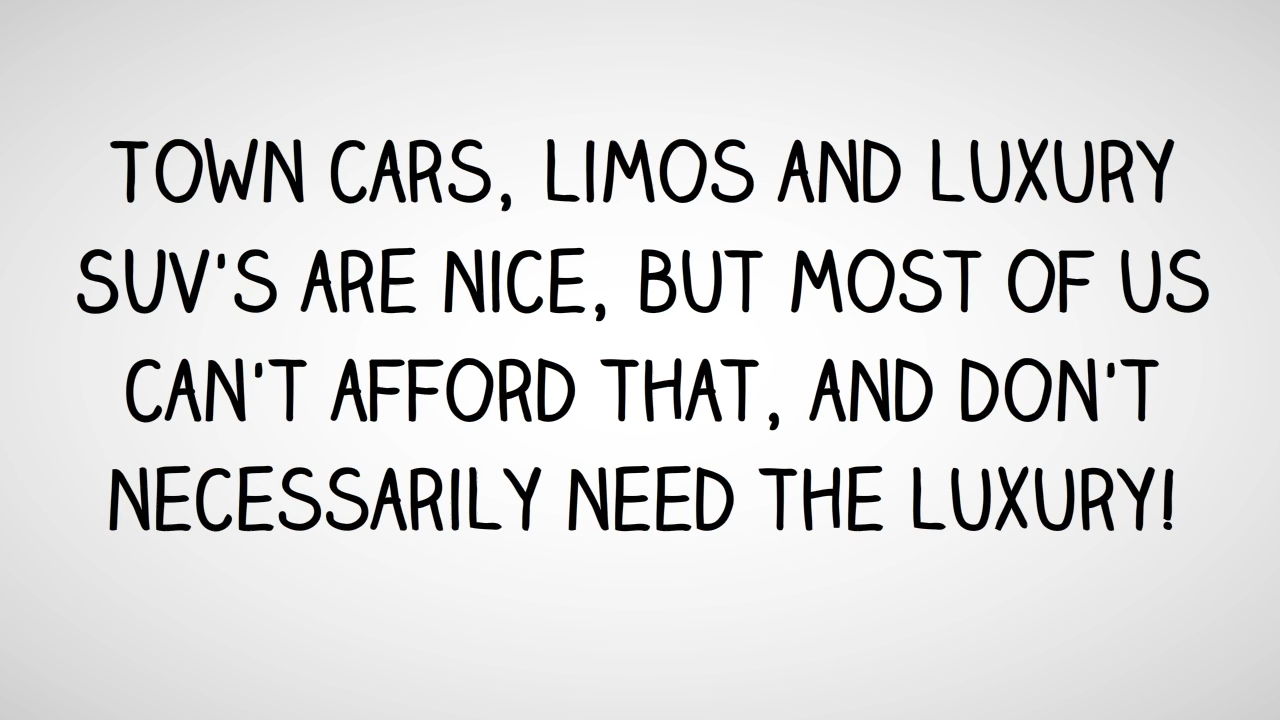 TOWN CARS, LIMOS AND LUXURY
SUV'S ARE NICE, BUT MOST OF US
CAN'T AFFORD THAT, AND DON'T
NECESSARILY NEED THE LUXURY!